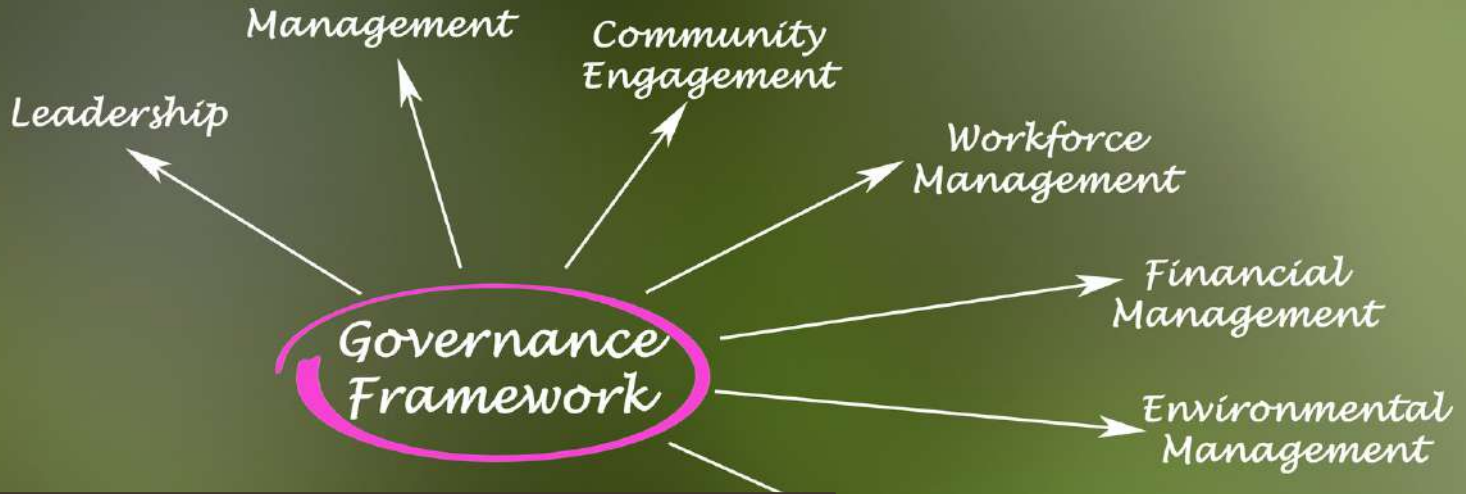 Management
Community
Engagement
Leadership
Workforce
Management
Financial
Management
Governance
Framework
Environmental
Management